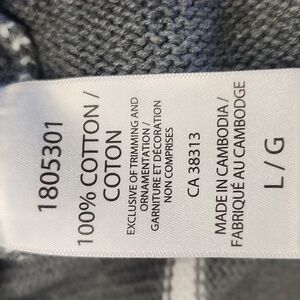 1805301
100% COTTON /
COTON
EXCLUSIVE OF TRIMMING AND
ORNAMENTATION /
GARNITURE ET DÉCORATION
NON COMPRISES
CA 38313
MADE IN CAMBODIA /
FABRIQUÉ AU CAMBODGE
L / G